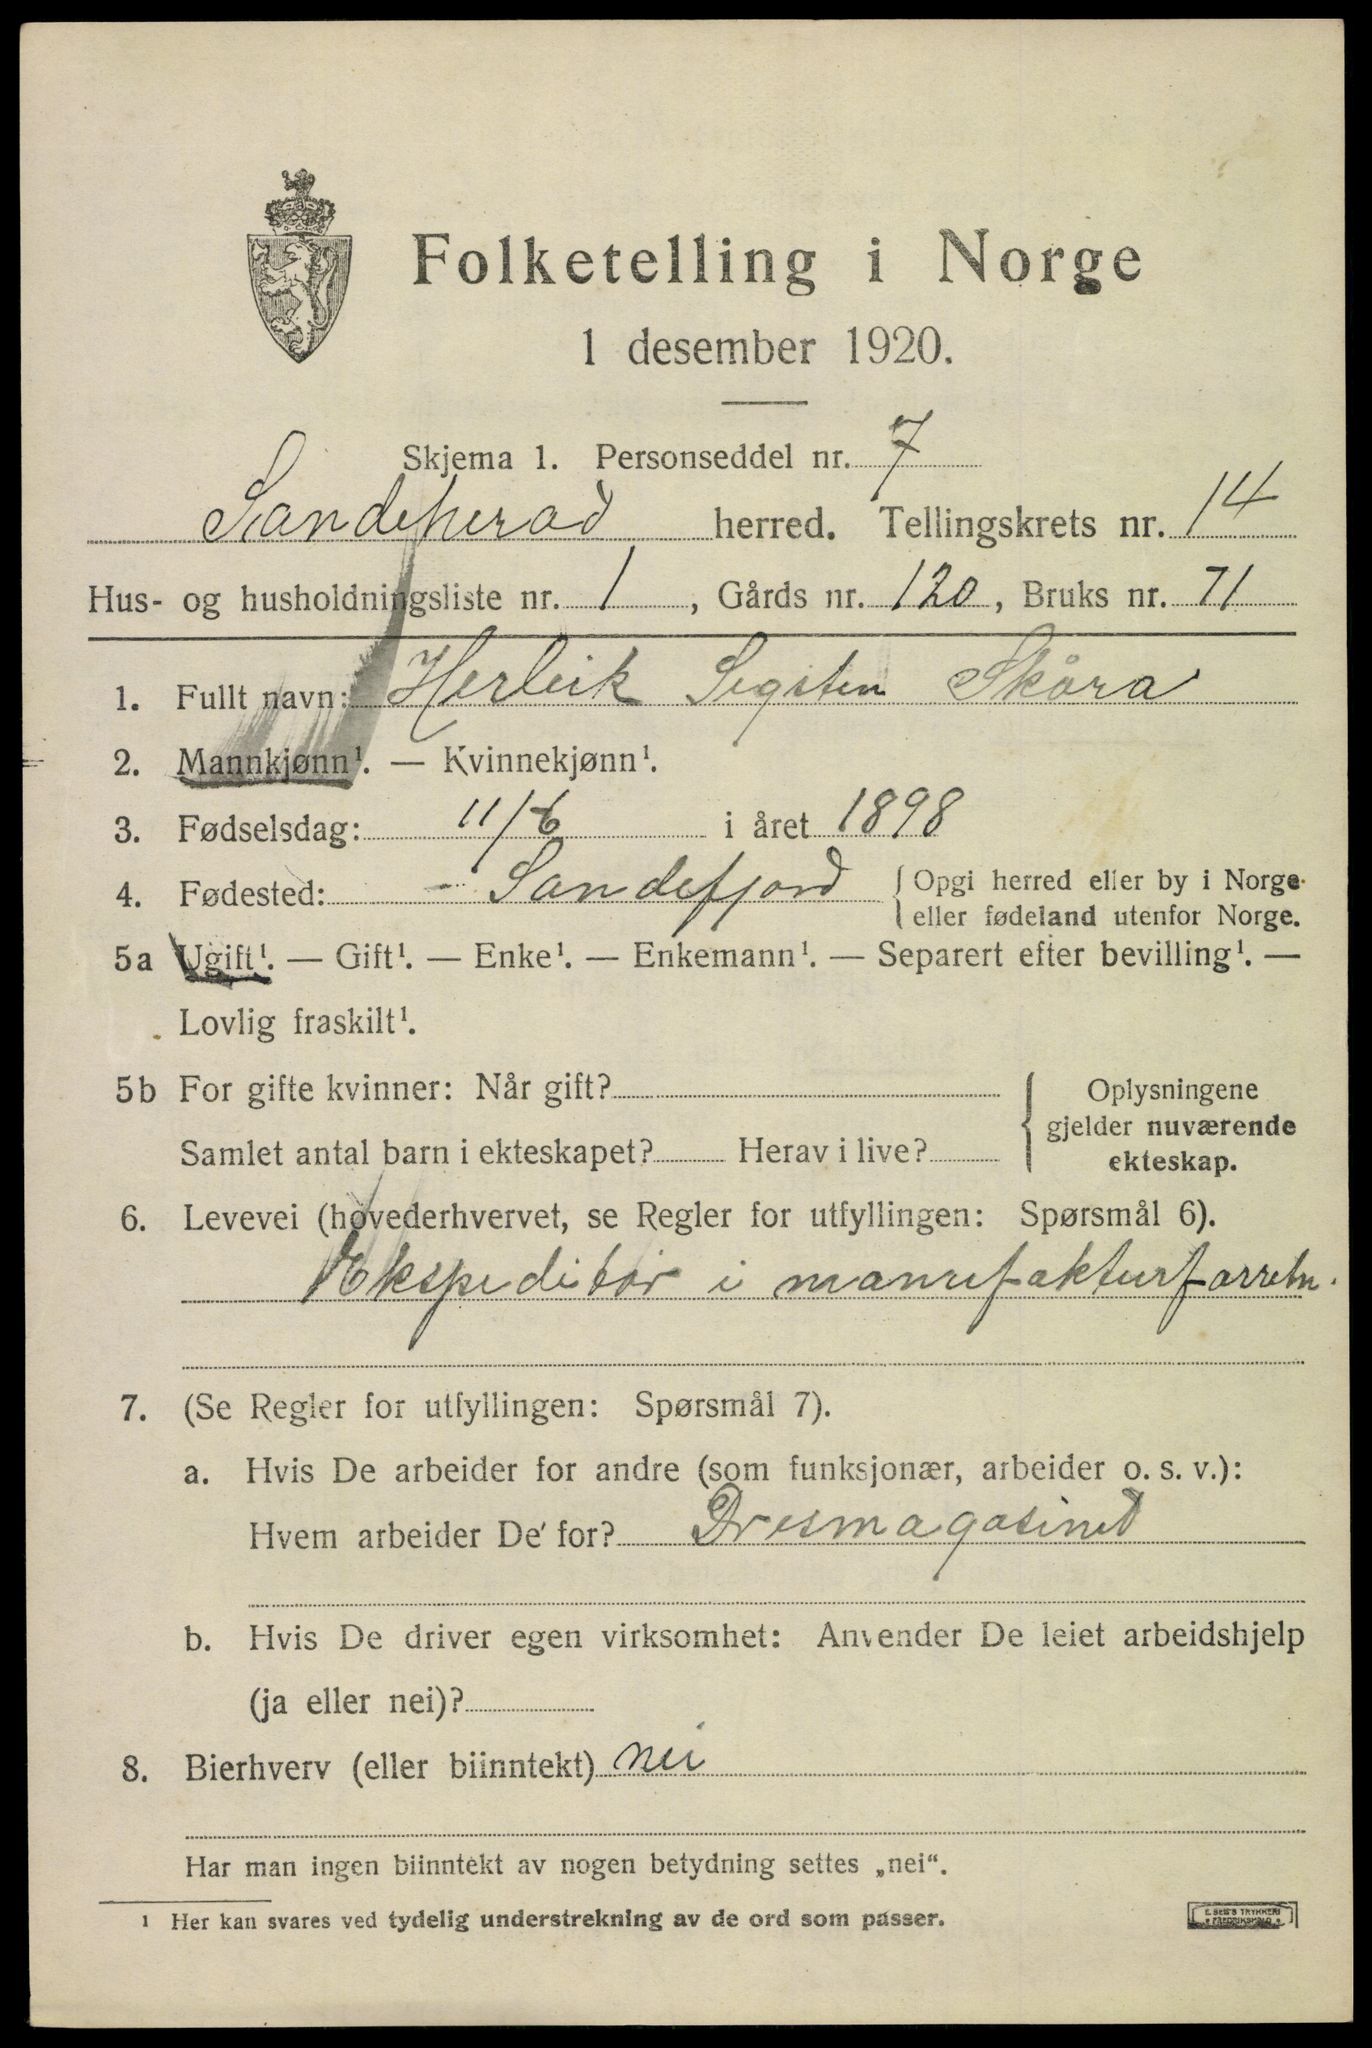 Folketelling i Norge
1 desember 1920.
Skjema 1. Personseddel nr. 7
Sandeherad herred. Tellingskrets nr. 14
Hus- og husholdningsliste nr. 1, Gårds nr. 120, Bruks nr. 71
1. Fullt navn: Herleik Sigsten Skåra
2. Mannkjønn¹. — Kvinnekjønn¹.
3. Fødselsdag: 11/6 i året 1898
4. Fødested: - Sandefjord { Opgi herred eller by i Norge
eller fødeland utenfor Norge.
5a Ugift¹. — Gift¹. — Enke¹. — Enkemann¹. — Separert efter bevilling¹. —
Lovlig fraskilt¹.
5b For gifte kvinner: Når gift?
Samlet antal barn i ekteskapet? Herav i live?
Oplysningene
gjelder nuværende
ekteskap.
6. Levevei (hovederhvervet, se Regler for utfyllingen: Spørsmål 6).
Ekspeditør i manufakturforretn.
7. (Se Regler for utfyllingen: Spørsmål 7).
a. Hvis De arbeider for andre (som funksjonær, arbeider o. s. v.):
Hvem arbeider De for? Dresmagasinet
b. Hvis De driver egen virksomhet: Anvender De leiet arbeidshjelp
(ja eller nei)?
8. Bierhverv (eller biinntekt) nei
Har man ingen biinntekt av nogen betydning settes „nei“.
¹ Her kan svares ved tydelig understrekning av de ord som passer.
E. SEM'S TRYKKERI
FREDRIKSHALD